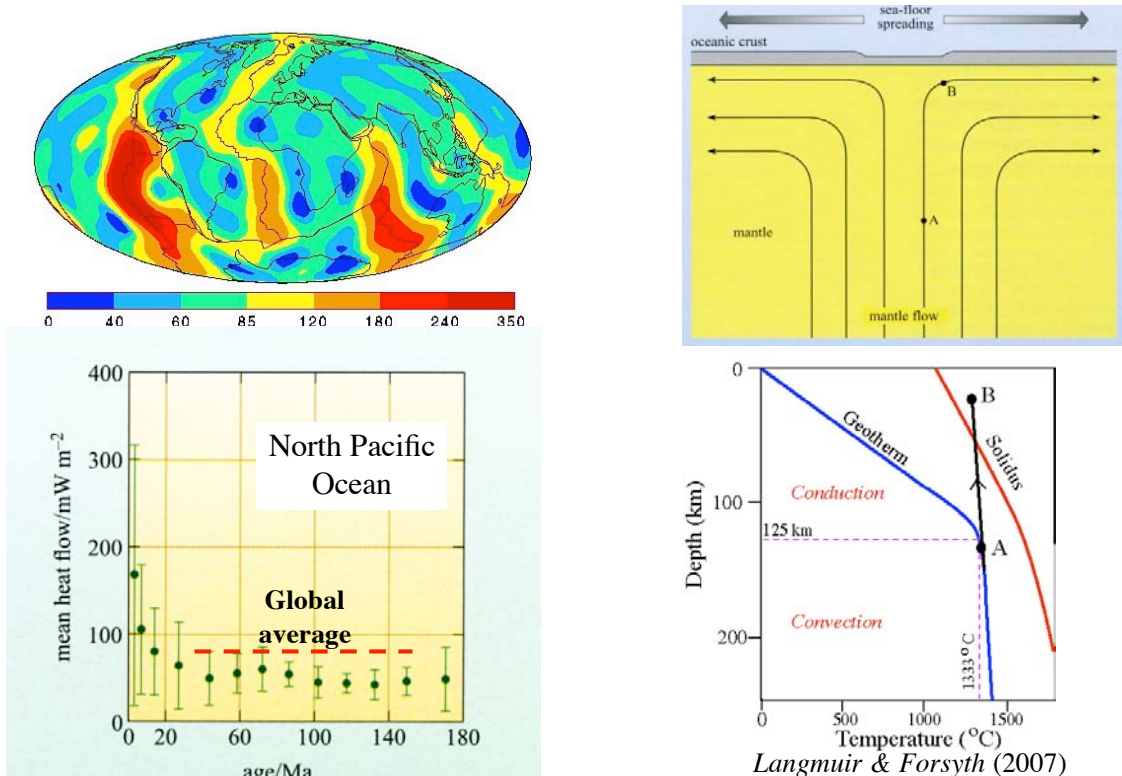 0 40 60 85 120 180 240 350
sea-floor
spreading
oceanic crust
B
A
mantle
mantle flow
400
300
200
100
0
mean heat flow/mW m−2
North Pacific
Ocean
Global
average
0 20 60 100 140 180
age/Ma
0
100
200
Depth (km)
Geotherm
B
Solidus
Conduction
125 km
A
Convection
1333°C
0 500 1000 1500
Temperature (°C)
Langmuir & Forsyth (2007)